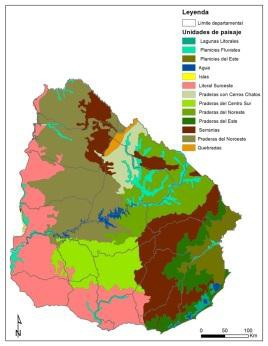 Leyenda
Límite departamental
Unidades de paisaje
Lagunas Litorales
Planicies Fluviales
Planicies del Este
Agua
Islas
Litoral Suroeste
Praderas con Cerros Chatos
Praderas del Centro Sur
Praderas del Noreste
Praderas del Este
Serranías
Praderas del Noroeste
Quebradas
N
0 50 100
Km